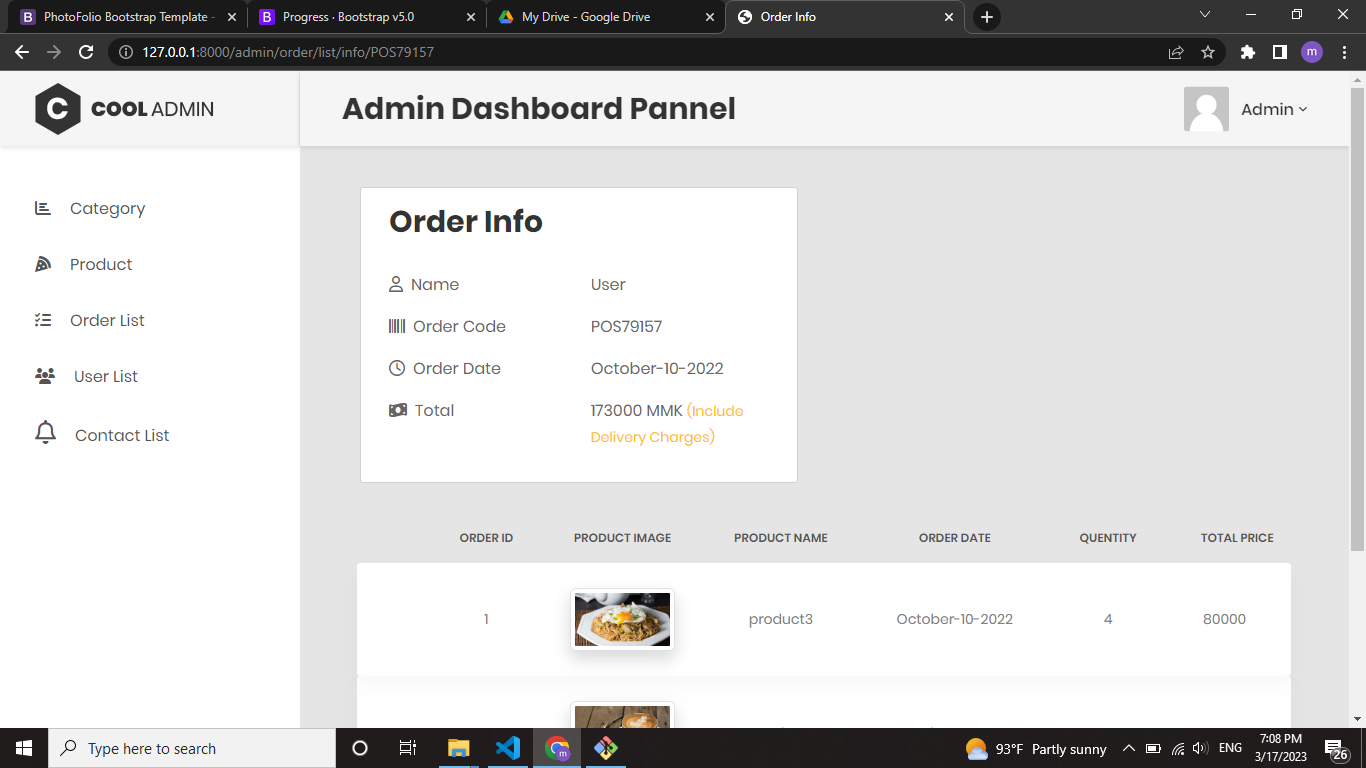 PhotoFolio Bootstrap Template -
Progress · Bootstrap v5.0
My Drive - Google Drive
Order Info
127.0.0.1:8000/admin/order/list/info/POS79157
m
C COOL ADMIN
Admin Dashboard Pannel
Admin
Category
Product
Order List
User List
Contact List
Order Info
Name User
Order Code POS79157
Order Date October-10-2022
Total 173000 MMK (Include
Delivery Charges)
ORDER ID PRODUCT IMAGE PRODUCT NAME ORDER DATE QUENTITY TOTAL PRICE
1 product3 October-10-2022 4 80000
Type here to search
93°F Partly sunny
ENG
7:08 PM
3/17/2023
26